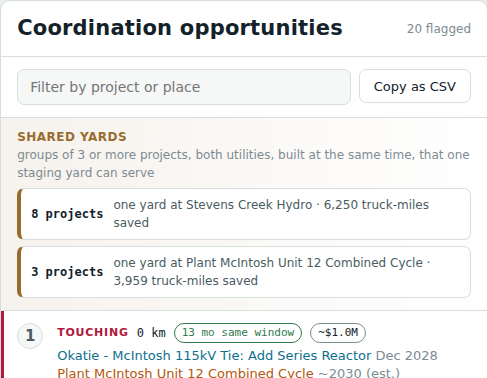 Coordination opportunities
20 flagged
Filter by project or place
Copy as CSV
SHARED YARDS
groups of 3 or more projects, both utilities, built at the same time, that one
staging yard can serve
8 projects
one yard at Stevens Creek Hydro · 6,250 truck-miles
saved
3 projects
one yard at Plant McIntosh Unit 12 Combined Cycle ·
3,959 truck-miles saved
1
TOUCHING 0 km 13 mo same window ~$1.0M
Okatie - McIntosh 115kV Tie: Add Series Reactor Dec 2028
Plant McIntosh Unit 12 Combined Cycle ~2030 (est.)